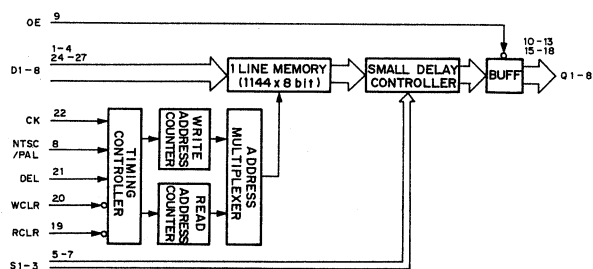 OE 9
D1-8 1-4
24-27
1 LINE MEMORY
(1144 x 8 bit)
SMALL DELAY
CONTROLLER
BUFF
10-13
15-18
Q1-8
CK 22
NTSC
/PAL 8
DEL 21
WCLR 20
RCLR 19
TIMING
CONTROLLER
WRITE
ADDRESS
COUNTER
READ
ADDRESS
COUNTER
ADDRESS
MULTIPLEXER
S1-3 5-7